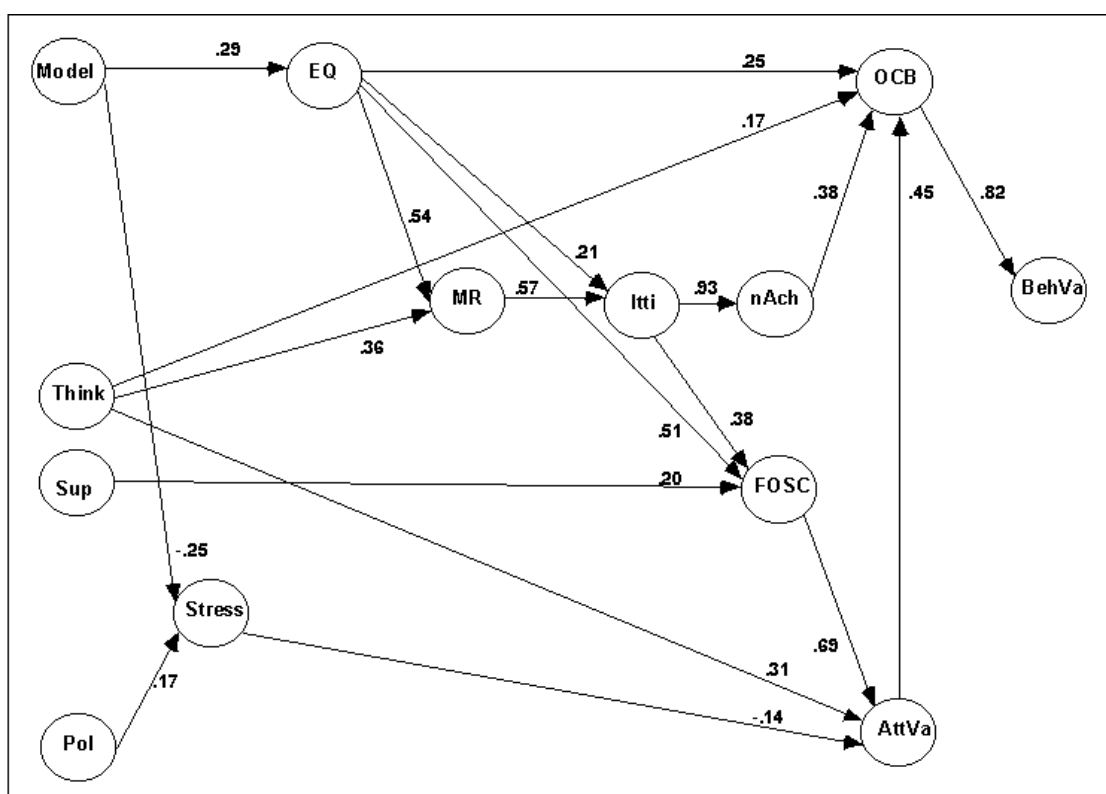 .29
Model
EQ
.25
OCB
.17
.54
.38
.45
.82
.21
MR
.57
Itti
.93
nAch
BehVa
.36
Think
.51
.38
Sup
.20
FOSC
-.25
Stress
.69
.17
.31
-.14
Pol
AttVa